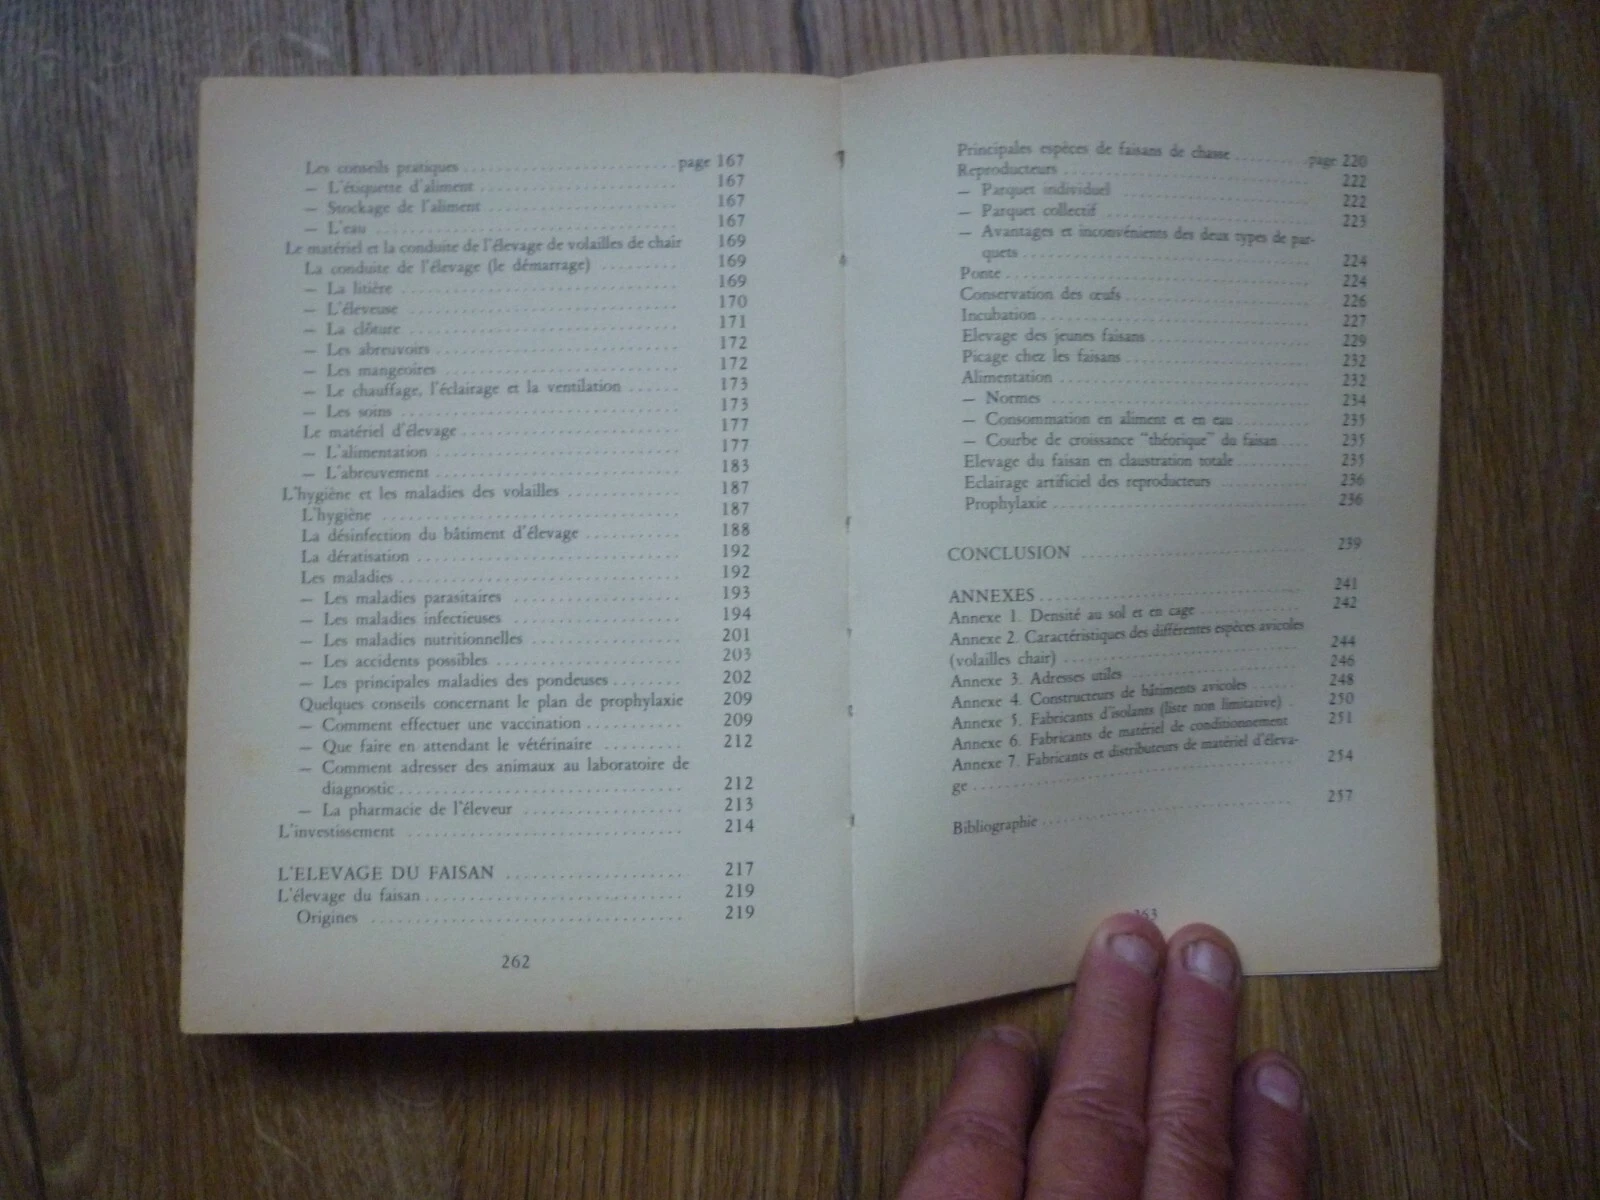 Les conseils pratiques ........................ page 167
– L'étiquette d'aliment ........................ 167
– Stockage de l'aliment ........................ 167
– L'eau ........................ 167
Le matériel et la conduite de l'élevage de volailles de chair 169
La conduite de l'élevage (le démarrage) .......... 169
– La litière ........................ 169
– L'éleveuse ........................ 170
– La clôture ........................ 171
– Les abreuvoirs ........................ 172
– Les mangeoires ........................ 172
– Le chauffage, l'éclairage et la ventilation ...... 173
– Les soins ........................ 173
Le matériel d'élevage ........................ 177
– L'alimentation ........................ 177
– L'abreuvement ........................ 183
L'hygiène et les maladies des volailles ............ 187
L'hygiène ........................ 187
La désinfection du bâtiment d'élevage .......... 188
La dératisation ........................ 192
Les maladies ........................ 192
– Les maladies parasitaires ................ 193
– Les maladies infectieuses ................ 194
– Les maladies nutritionnelles .............. 201
– Les accidents possibles .................. 203
– Les principales maladies des pondeuses ....... 202
Quelques conseils concernant le plan de prophylaxie 209
– Comment effectuer une vaccination .......... 209
– Que faire en attendant le vétérinaire ......... 212
– Comment adresser des animaux au laboratoire de
diagnostic ........................ 212
– La pharmacie de l'éleveur ................ 213
L'investissement ........................ 214
L'ELEVAGE DU FAISAN .................. 217
L'élevage du faisan ........................ 219
Origines ........................ 219
262
Principales espèces de faisans de chasse ........ page 220
Reproducteurs ........................ 222
– Parquet individuel .................. 222
– Parquet collectif .................. 223
– Avantages et inconvénients des deux types de par-
quets ........................ 224
Ponte ........................ 224
Conservation des œufs .................. 226
Incubation ........................ 227
Elevage des jeunes faisans ................ 229
Picage chez les faisans .................. 232
Alimentation ........................ 232
– Normes ........................ 234
– Consommation en aliment et en eau ........ 235
– Courbe de croissance "théorique" du faisan .... 235
Elevage du faisan en claustration totale ........ 235
Eclairage artificiel des reproducteurs .......... 236
Prophylaxie ........................ 236
CONCLUSION ........................ 239
ANNEXES ........................ 241
Annexe 1. Densité au sol et en cage ............ 242
Annexe 2. Caractéristiques des différentes espèces avicoles
(volailles chair) ........................ 244
Annexe 3. Adresses utiles .................. 246
Annexe 4. Constructeurs de bâtiments avicoles ...... 248
Annexe 5. Fabricants d'isolants (liste non limitative) . 250
Annexe 6. Fabricants de matériel de conditionnement 251
Annexe 7. Fabricants et distributeurs de matériel d'éleva-
ge ........................ 254
Bibliographie ........................ 257
263